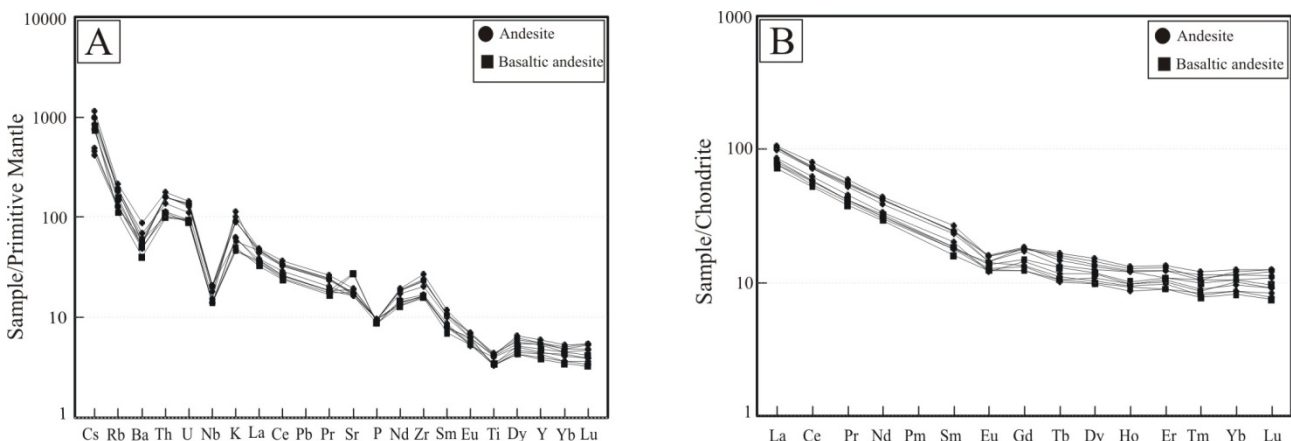 A
Andesite
Basaltic andesite
Sample/Primitive Mantle
10000
1000
100
10
1
Cs Rb Ba Th U Nb K La Ce Pb Pr Sr P Nd Zr Sm Eu Ti Dy Y Yb Lu
B
Andesite
Basaltic andesite
Sample/Chondrite
1000
100
10
1
La Ce Pr Nd Pm Sm Eu Gd Tb Dy Ho Er Tm Yb Lu